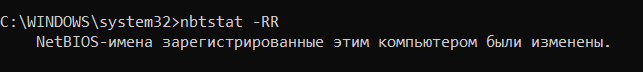 C:\WINDOWS\system32>nbtstat -RR
NetBIOS-имена зарегистрированные этим компьютером были изменены.